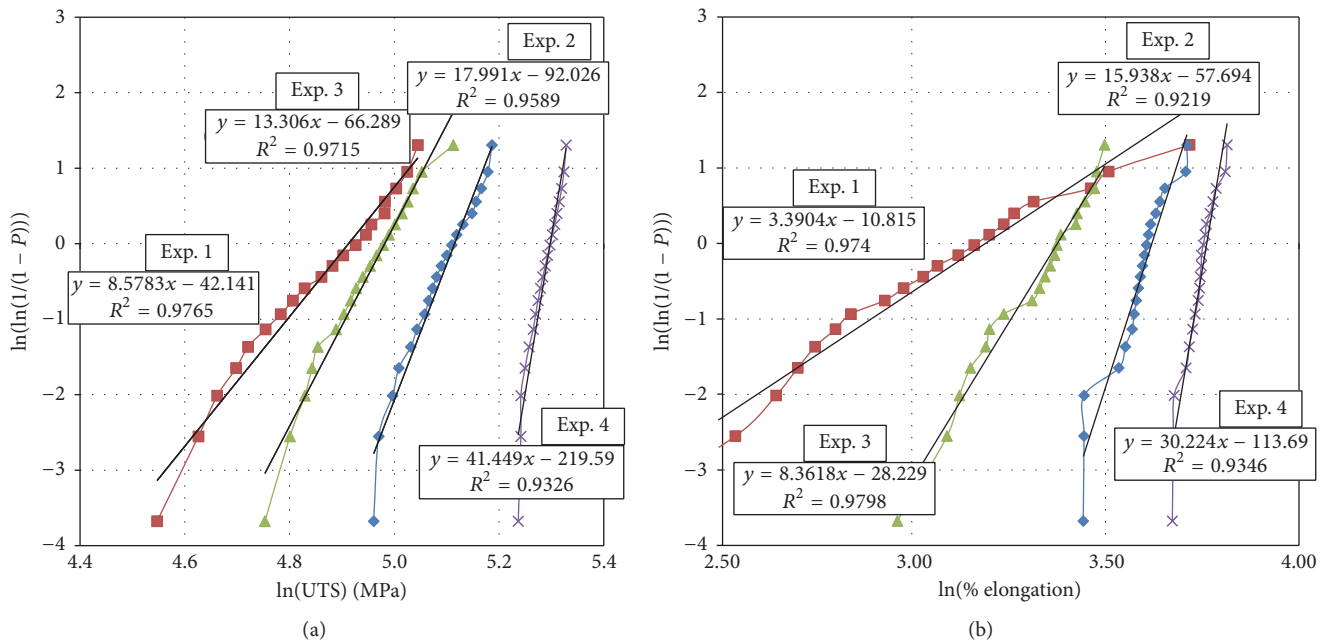 3
2
1
0
−1
−2
−3
−4
ln(ln(1/(1 − P)))
4.4
4.6
4.8
5.0
5.2
5.4
ln(UTS) (MPa)
Exp. 2
y = 17.991x − 92.026
R² = 0.9589
Exp. 3
y = 13.306x − 66.289
R² = 0.9715
Exp. 1
y = 8.5783x − 42.141
R² = 0.9765
Exp. 4
y = 41.449x − 219.59
R² = 0.9326
(a)
3
2
1
0
−1
−2
−3
−4
ln(ln(1/(1 − P)))
2.50
3.00
3.50
4.00
ln(% elongation)
Exp. 2
y = 15.938x − 57.694
R² = 0.9219
Exp. 1
y = 3.3904x − 10.815
R² = 0.974
Exp. 3
y = 8.3618x − 28.229
R² = 0.9798
Exp. 4
y = 30.224x − 113.69
R² = 0.9346
(b)